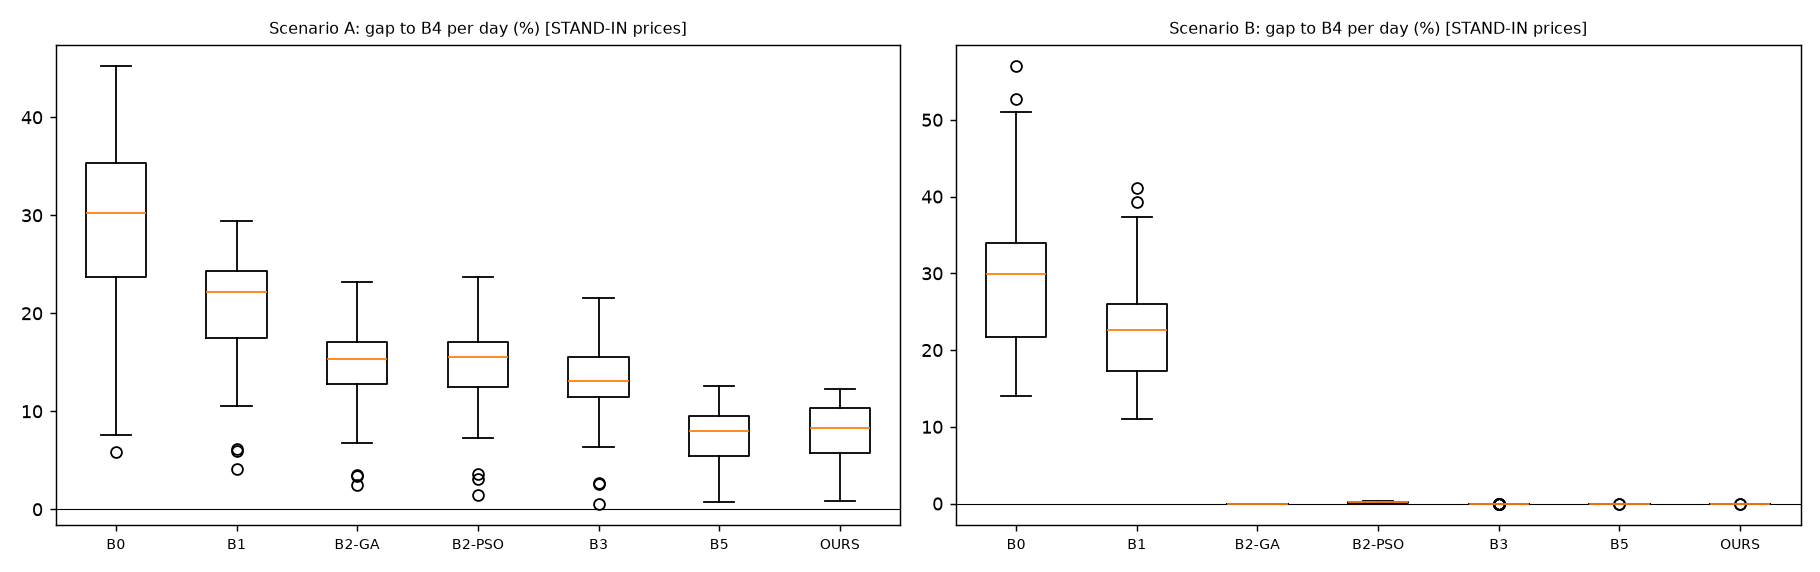 Scenario A: gap to B4 per day (%) [STAND-IN prices]
40
30
20
10
0
B0 B1 B2-GA B2-PSO B3 B5 OURS
Scenario B: gap to B4 per day (%) [STAND-IN prices]
50
40
30
20
10
0
B0 B1 B2-GA B2-PSO B3 B5 OURS